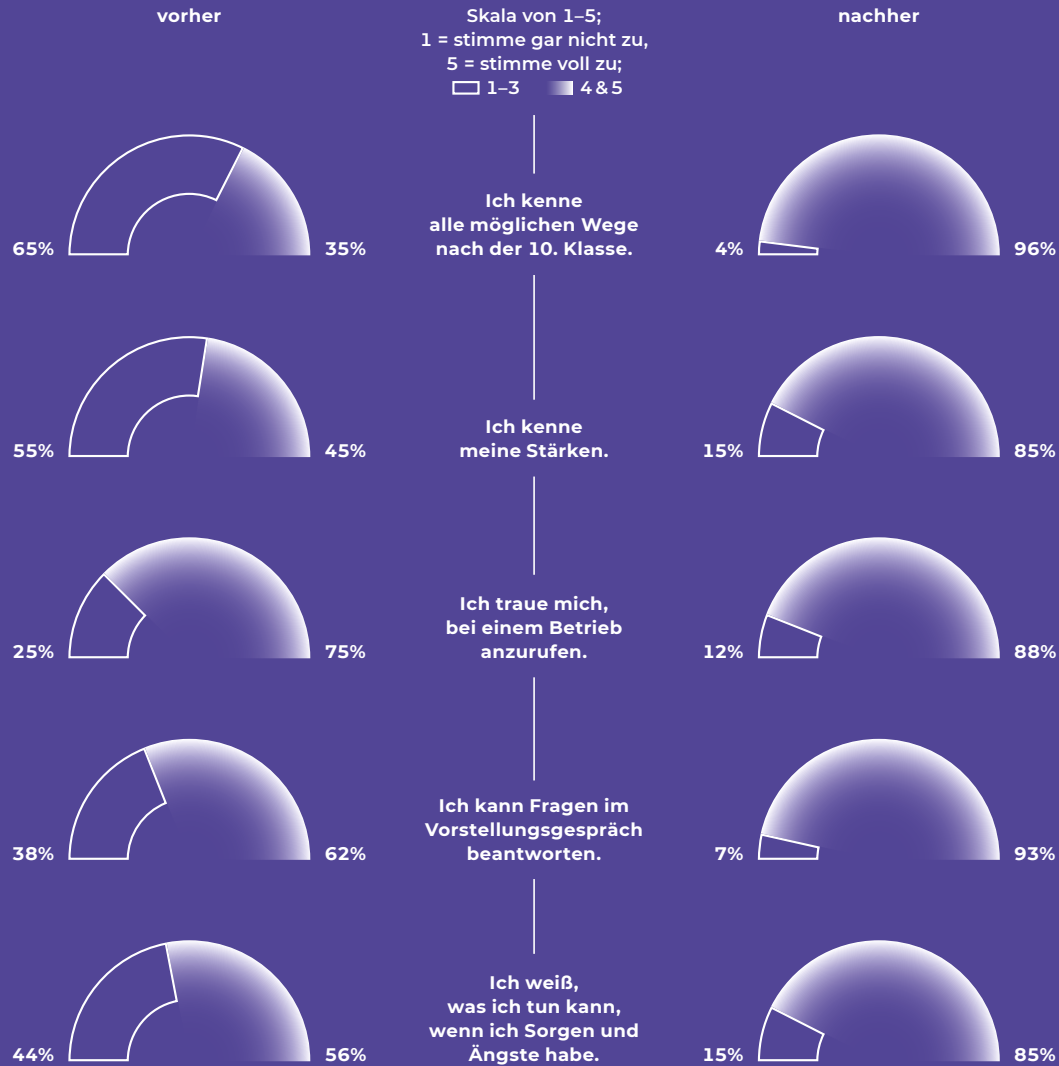 vorher
Skala von 1–5;
1 = stimme gar nicht zu,
5 = stimme voll zu;
1–3 4 & 5
nachher
65% 35%
Ich kenne
alle möglichen Wege
nach der 10. Klasse.
4% 96%
55% 45%
Ich kenne
meine Stärken.
15% 85%
25% 75%
Ich traue mich,
bei einem Betrieb
anzurufen.
12% 88%
38% 62%
Ich kann Fragen im
Vorstellungsgespräch
beantworten.
7% 93%
44% 56%
Ich weiß,
was ich tun kann,
wenn ich Sorgen und
Ängste habe.
15% 85%